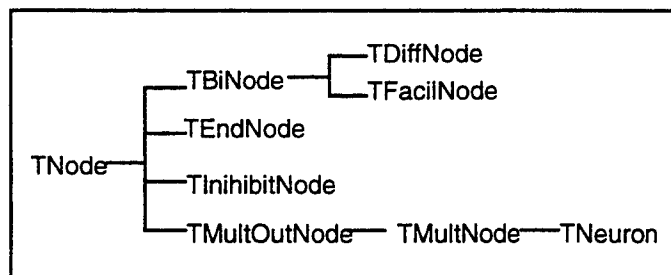 TDiffNode
TBiNode
TFacilNode
TEndNode
TNode
TInihibitNode
TMultOutNode TMultNode TNeuron